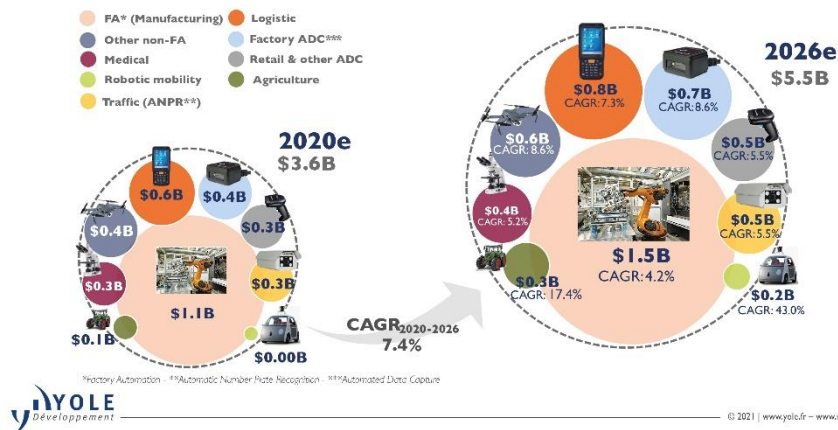 FA* (Manufacturing)
Logistic
Other non-FA
Factory ADC***
Medical
Retail & other ADC
Robotic mobility
Agriculture
Traffic (ANPR**)
2020e
$3.6B
$0.6B
$0.4B
$0.4B
$0.3B
$0.3B
$0.3B
$1.1B
$0.1B
$0.00B
CAGR2020-2026
7.4%
2026e
$5.5B
$0.8B
CAGR: 7.3%
$0.7B
CAGR: 8.6%
$0.6B
CAGR: 8.6%
$0.5B
CAGR: 5.5%
$0.4B
CAGR: 5.2%
$0.5B
CAGR: 5.5%
$1.5B
CAGR: 4.2%
$0.3B
CAGR: 17.4%
$0.2B
CAGR: 43.0%
*Factory Automation - **Automatic Number Plate Recognition - ***Automated Data Capture
YOLE
Développement
© 2021 | www.yole.fr – www.i